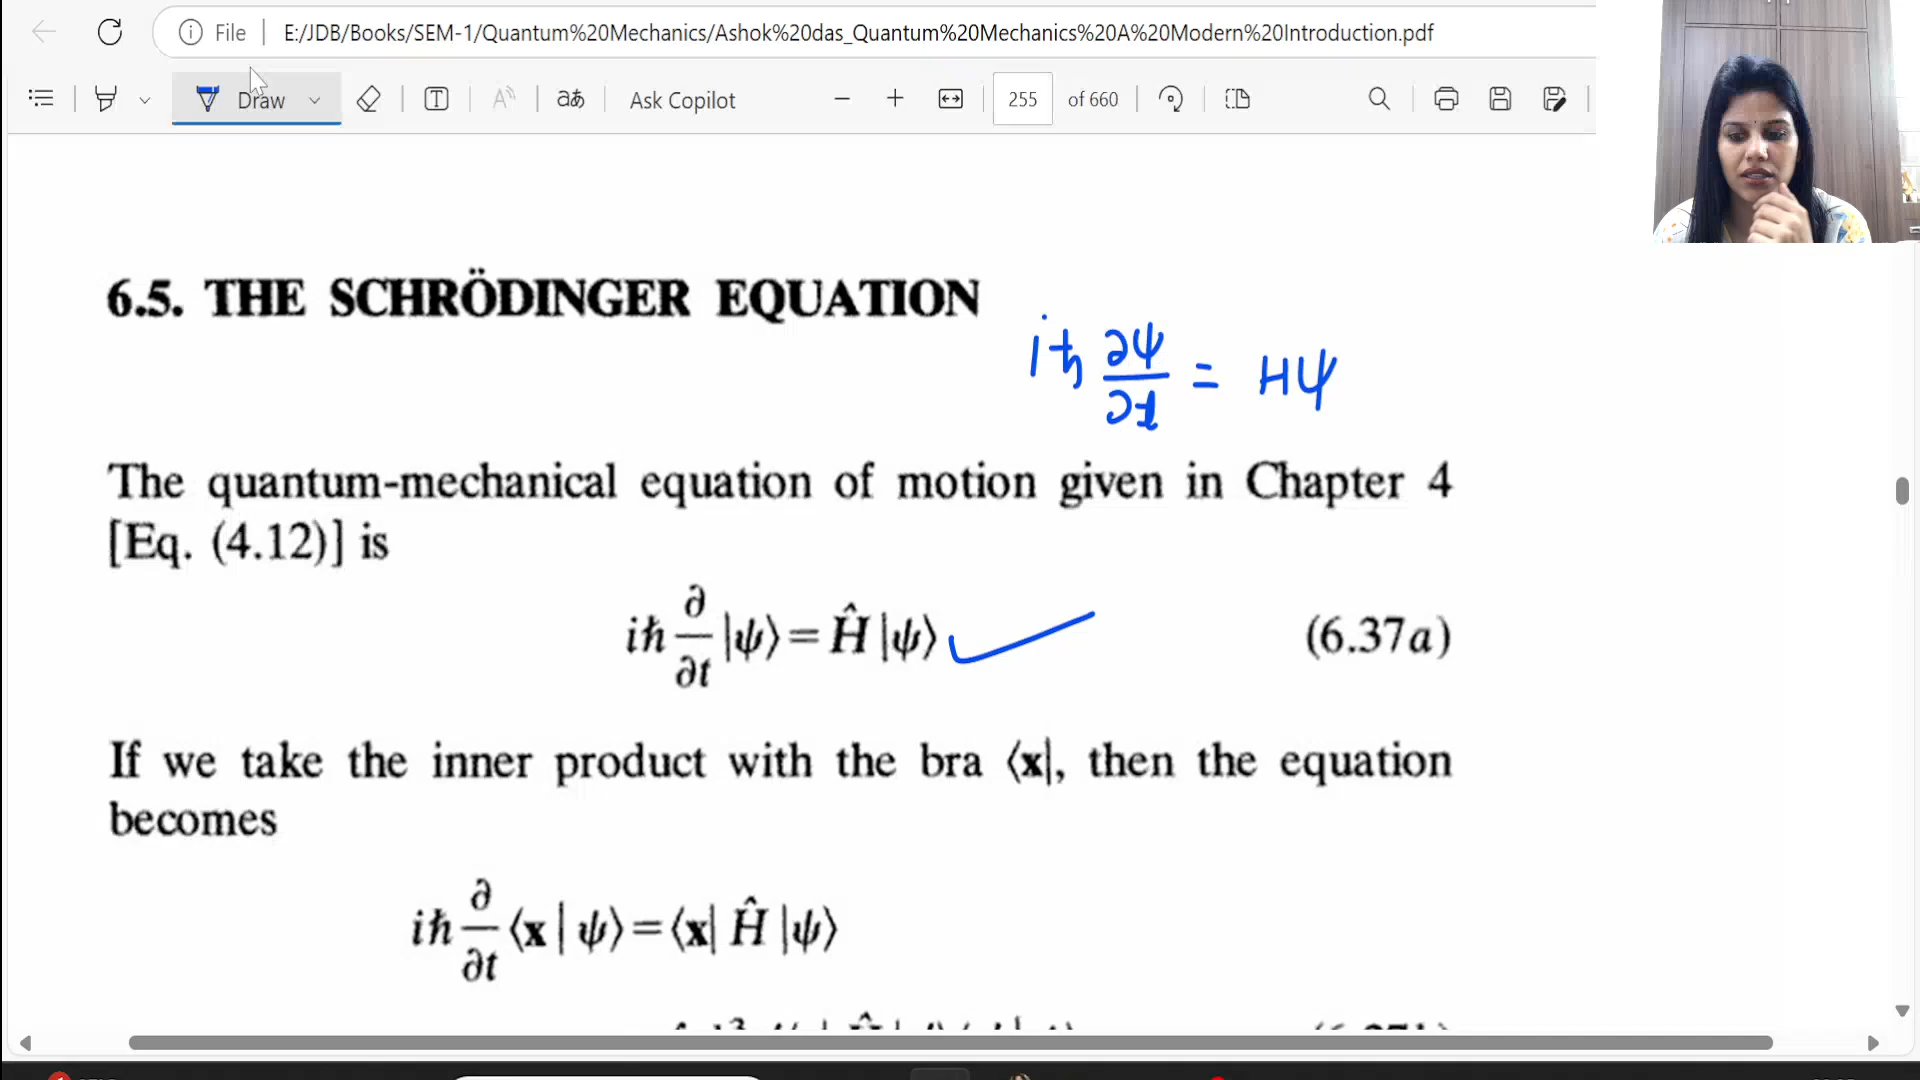 File E:/JDB/Books/SEM-1/Quantum%20Mechanics/Ashok%20das_Quantum%20Mechanics%20A%20Modern%20Introduction.pdf
Draw Ask Copilot 255 of 660
6.5. THE SCHRÖDINGER EQUATION
iħ ∂ψ/∂t = Hψ
The quantum-mechanical equation of motion given in Chapter 4
[Eq. (4.12)] is
iħ ∂/∂t |ψ⟩ = Ĥ |ψ⟩ (6.37a)
If we take the inner product with the bra ⟨x|, then the equation
becomes
iħ ∂/∂t ⟨x | ψ⟩ = ⟨x| Ĥ |ψ⟩